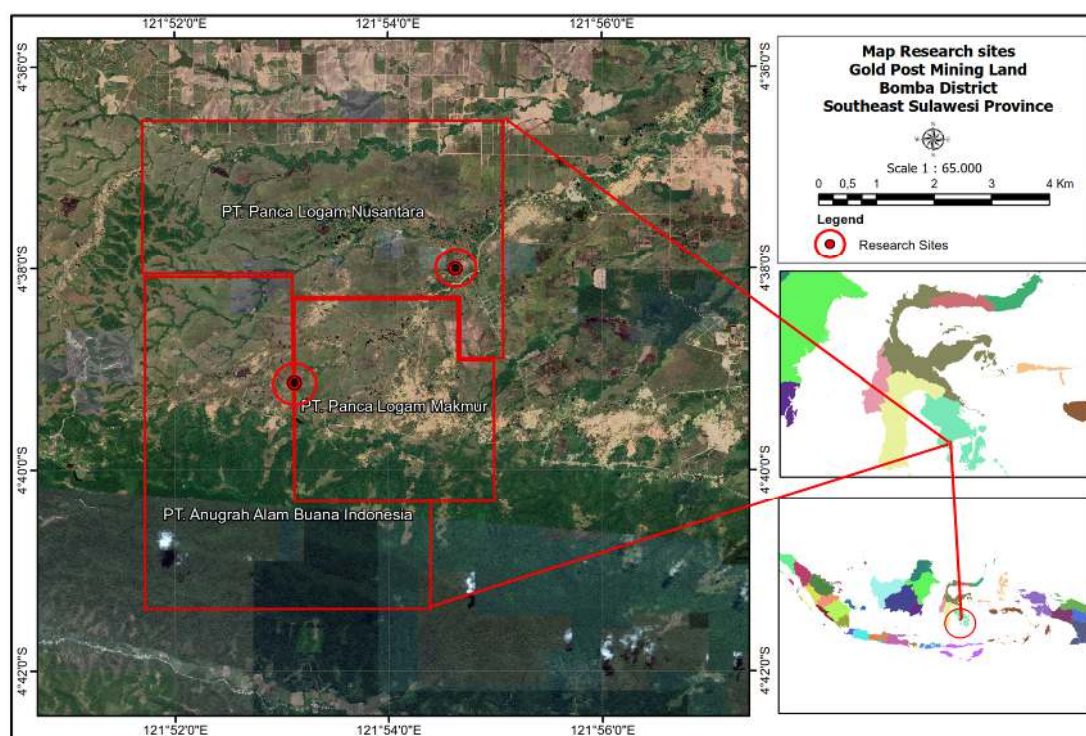 121°52'0"E 121°54'0"E 121°56'0"E
4°36'0"S
4°38'0"S
4°40'0"S
4°42'0"S
PT. Panca Logam Nusantara
PT. Panca Logam Makmur
PT. Anugrah Alam Buana Indonesia
4°36'0"S
4°38'0"S
4°40'0"S
4°42'0"S
121°52'0"E 121°54'0"E 121°56'0"E
Map Research sites
Gold Post Mining Land
Bomba District
Southeast Sulawesi Province
N
W E
S
Scale 1 : 65.000
0 0,5 1 2 3 4 Km
Legend
Research Sites